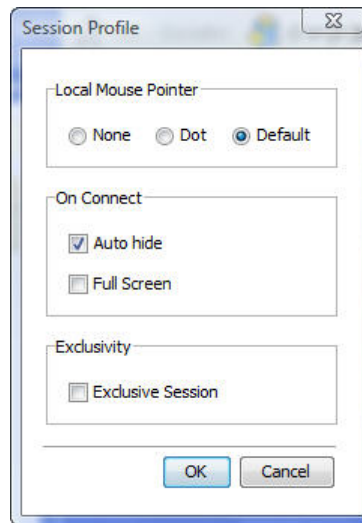 Session Profile
Local Mouse Pointer
None Dot Default
On Connect
Auto hide
Full Screen
Exclusivity
Exclusive Session
OK Cancel